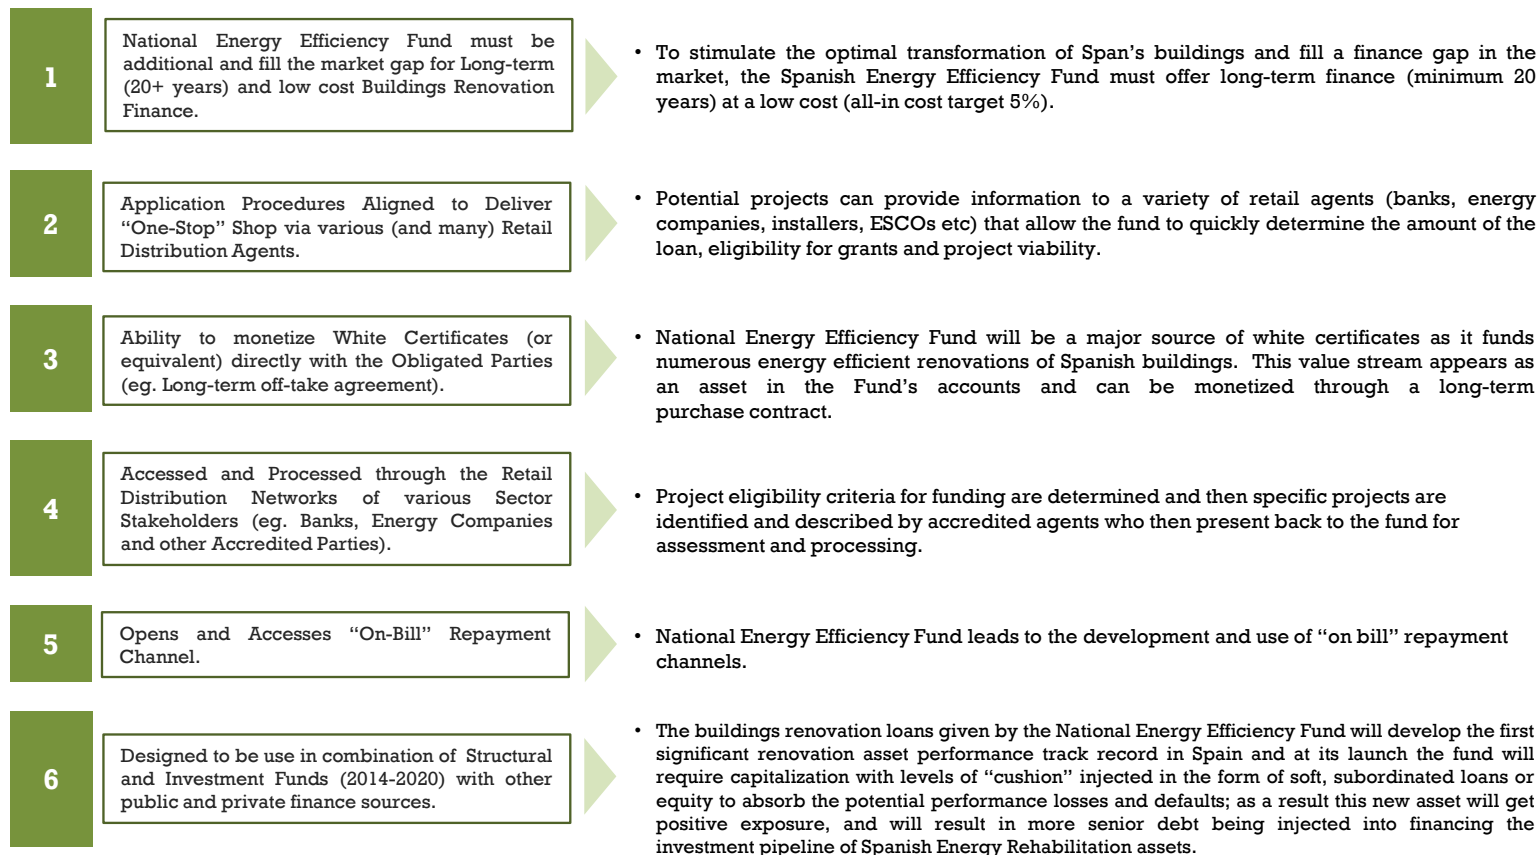 1
National Energy Efficiency Fund must be
additional and fill the market gap for Long-term
(20+ years) and low cost Buildings Renovation
Finance.
• To stimulate the optimal transformation of Span’s buildings and fill a finance gap in the
market, the Spanish Energy Efficiency Fund must offer long-term finance (minimum 20
years) at a low cost (all-in cost target 5%).
2
Application Procedures Aligned to Deliver
“One-Stop” Shop via various (and many) Retail
Distribution Agents.
• Potential projects can provide information to a variety of retail agents (banks, energy
companies, installers, ESCOs etc) that allow the fund to quickly determine the amount of the
loan, eligibility for grants and project viability.
3
Ability to monetize White Certificates (or
equivalent) directly with the Obligated Parties
(eg. Long-term off-take agreement).
• National Energy Efficiency Fund will be a major source of white certificates as it funds
numerous energy efficient renovations of Spanish buildings. This value stream appears as
an asset in the Fund’s accounts and can be monetized through a long-term
purchase contract.
4
Accessed and Processed through the Retail
Distribution Networks of various Sector
Stakeholders (eg. Banks, Energy Companies
and other Accredited Parties).
• Project eligibility criteria for funding are determined and then specific projects are
identified and described by accredited agents who then present back to the fund for
assessment and processing.
5
Opens and Accesses “On-Bill” Repayment
Channel.
• National Energy Efficiency Fund leads to the development and use of “on bill” repayment
channels.
6
Designed to be use in combination of Structural
and Investment Funds (2014-2020) with other
public and private finance sources.
• The buildings renovation loans given by the National Energy Efficiency Fund will develop the first
significant renovation asset performance track record in Spain and at its launch the fund will
require capitalization with levels of “cushion” injected in the form of soft, subordinated loans or
equity to absorb the potential performance losses and defaults; as a result this new asset will get
positive exposure, and will result in more senior debt being injected into financing the
investment pipeline of Spanish Energy Rehabilitation assets.